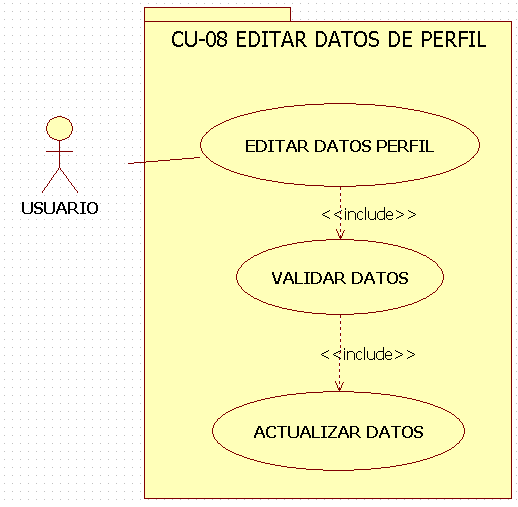 CU-08 EDITAR DATOS DE PERFIL
EDITAR DATOS PERFIL
USUARIO
<<include>>
VALIDAR DATOS
<<include>>
ACTUALIZAR DATOS